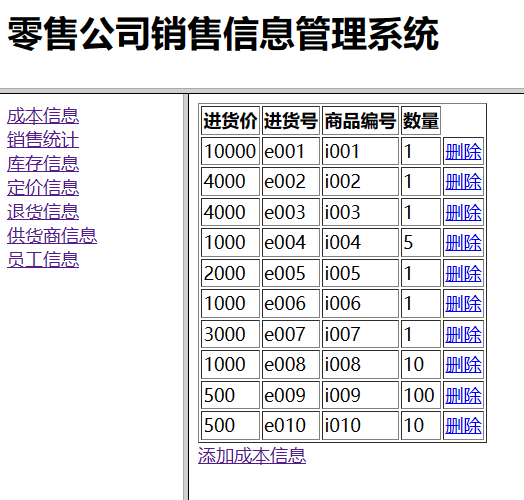 零售公司销售信息管理系统
成本信息
销售统计
库存信息
定价信息
退货信息
供货商信息
员工信息
进货价 进货号 商品编号 数量
10000 e001 i001 1 删除
4000 e002 i002 1 删除
4000 e003 i003 1 删除
1000 e004 i004 5 删除
2000 e005 i005 1 删除
1000 e006 i006 1 删除
3000 e007 i007 1 删除
1000 e008 i008 10 删除
500 e009 i009 100 删除
500 e010 i010 10 删除
添加成本信息